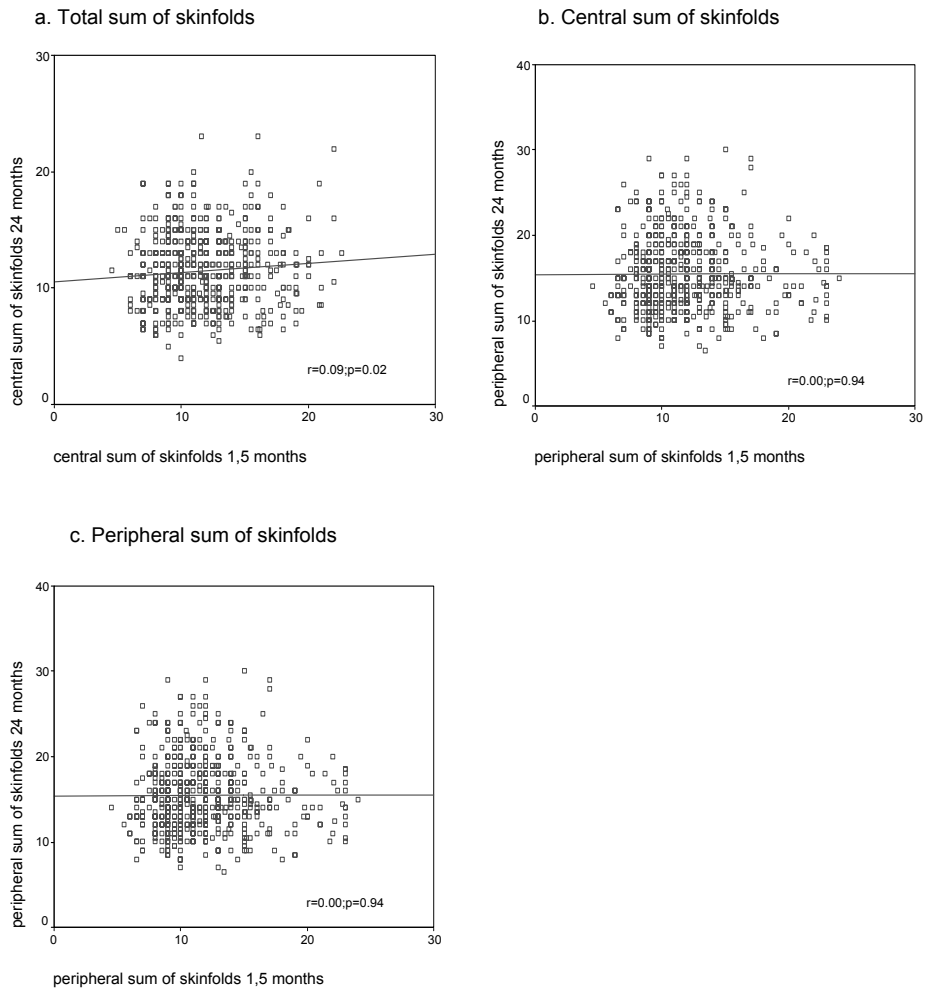 a. Total sum of skinfolds
central sum of skinfolds 24 months
30
20
10
0
0 10 20 30
r=0.09;p=0.02
central sum of skinfolds 1,5 months
b. Central sum of skinfolds
peripheral sum of skinfolds 24 months
40
30
20
10
0
0 10 20 30
r=0.00;p=0.94
peripheral sum of skinfolds 1,5 months
c. Peripheral sum of skinfolds
peripheral sum of skinfolds 24 months
40
30
20
10
0
0 10 20 30
r=0.00;p=0.94
peripheral sum of skinfolds 1,5 months